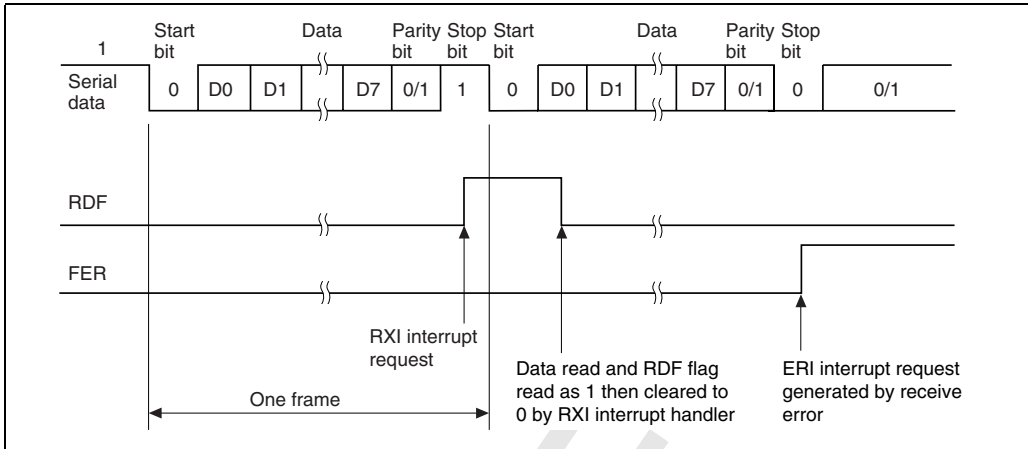 1
Start bit
Data
Parity bit
Stop bit
Start bit
Data
Parity bit
Stop bit
Serial data
0 D0 D1 D7 0/1 1 0 D0 D1 D7 0/1 0 0/1
RDF
FER
RXI interrupt
request
Data read and RDF flag
read as 1 then cleared to
0 by RXI interrupt handler
ERI interrupt request
generated by receive
error
One frame